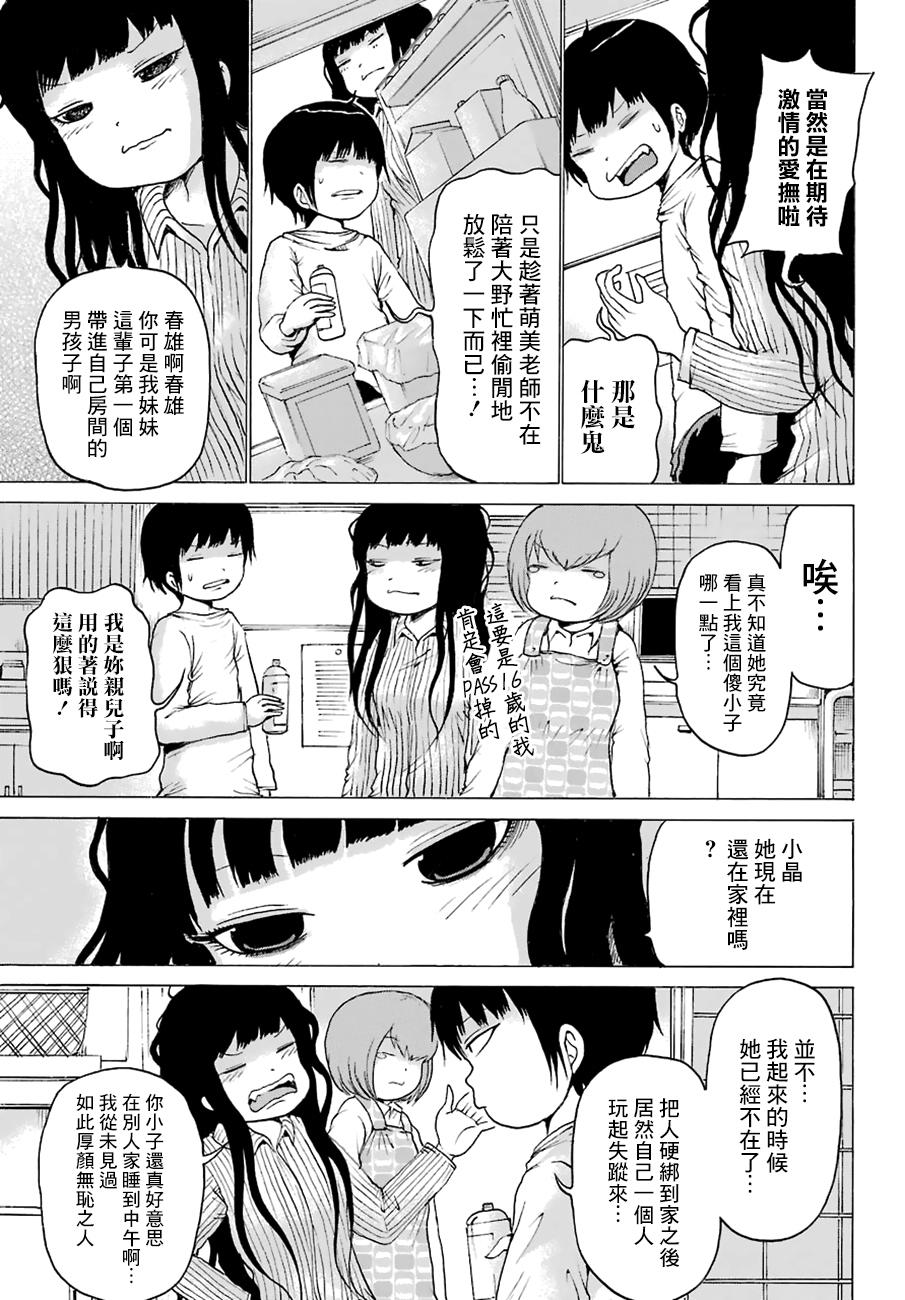 當然是在期待
激情的愛撫啦
那是
什麼鬼
只是趁著萌美老師不在
陪著大野忙裡偷閒地
放鬆了一下而已…!
春雄啊春雄
你可是我妹妹
這輩子第一個
帶進自己房間的
男孩子啊
唉…
真不知道她究竟
看上我這個傻小子
哪一點了…
這要是16歲的我
肯定會PASS掉的
我是妳親兒子啊
用的著說得
這麼狠嗎!
小晶
她現在
還在家裡嗎
?
並不…
我起來的時候
她已經不在了…
把人硬綁到家之後
居然自己一個人
玩起失蹤來…
你小子還真好意思
在別人家睡到中午啊…
我從未見過
如此厚顏無恥之人